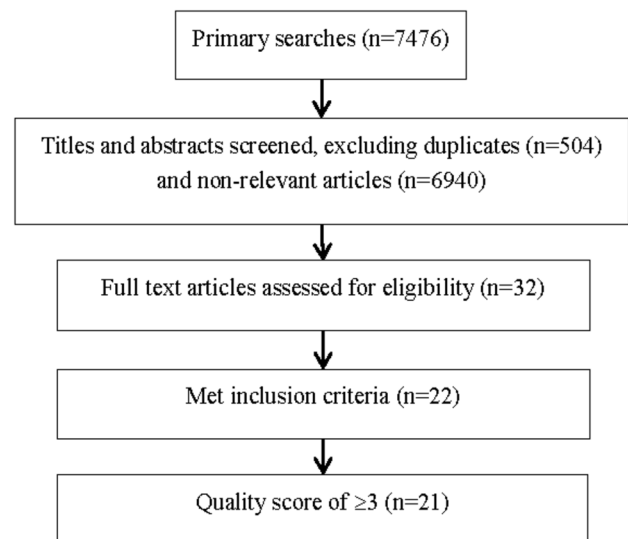 Primary searches (n=7476)
Titles and abstracts screened, excluding duplicates (n=504)
and non-relevant articles (n=6940)
Full text articles assessed for eligibility (n=32)
Met inclusion criteria (n=22)
Quality score of ≥3 (n=21)